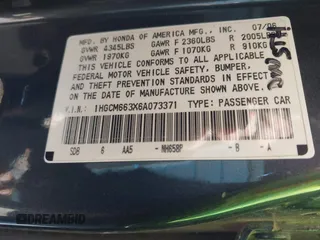 MFD. BY HONDA OF AMERICA MFG., INC. 07/06
GVWR 4345LBS GAWR F 2360LBS R 2005LBS
GVWR 1970KG GAWR F 1070KG R 910KG
THIS VEHICLE CONFORMS TO ALL APPLICABLE
FEDERAL MOTOR VEHICLE SAFETY, BUMPER,
AND THEFT PREVENTION STANDARDS IN EFFECT
ON THE DATE OF MANUFACTURE SHOWN ABOVE.
V.I.N. 1HGCM663X6A073371 TYPE: PASSENGER CAR
SDB 6 AA5 - NH658P - B - A
DREAMBID